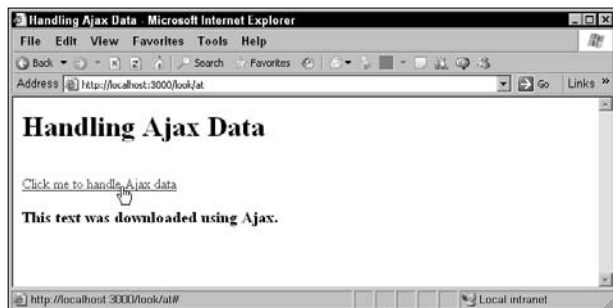 Handling Ajax Data - Microsoft Internet Explorer
File Edit View Favorites Tools Help
Back Search Favorites
Address http://localhost:3000/look/at Go Links »
Handling Ajax Data
Click me to handle Ajax data
This text was downloaded using Ajax.
http://localhost:3000/look/at# Local intranet